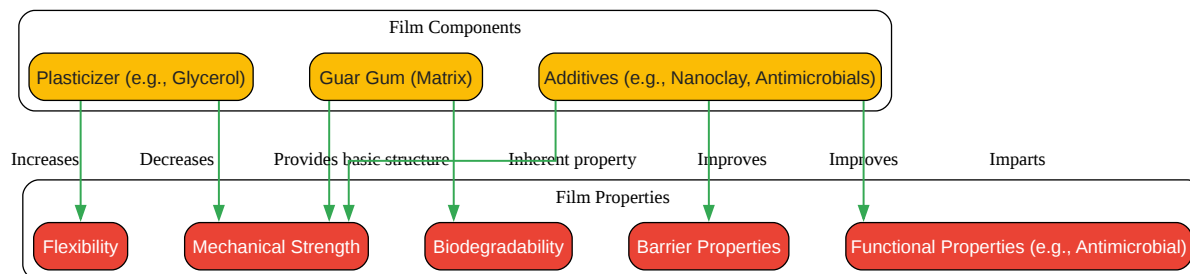 Film Components
Plasticizer (e.g., Glycerol)
Guar Gum (Matrix)
Additives (e.g., Nanoclay, Antimicrobials)
Increases
Decreases
Provides basic structure
Inherent property
Improves
Improves
Imparts
Film Properties
Flexibility
Mechanical Strength
Biodegradability
Barrier Properties
Functional Properties (e.g., Antimicrobial)